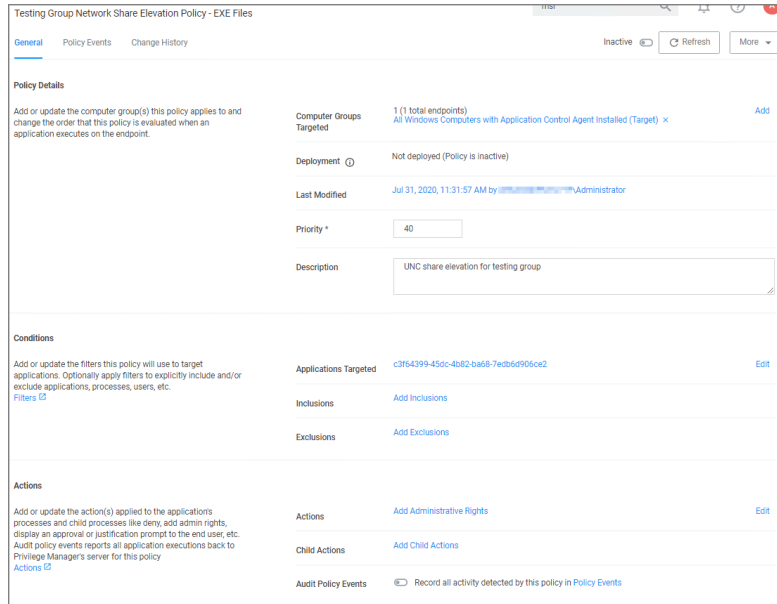 Testing Group Network Share Elevation Policy - EXE Files
General Policy Events Change History Inactive Refresh More
Policy Details
Add or update the computer group(s) this policy applies to and
change the order that this policy is evaluated when an
application executes on the endpoint.
Computer Groups
Targeted
1 (1 total endpoints)
All Windows Computers with Application Control Agent Installed (Target) ×
Add
Deployment
Not deployed (Policy is inactive)
Last Modified
Jul 31, 2020, 11:31:57 AM by \Administrator
Priority *
40
Description
UNC share elevation for testing group
Conditions
Add or update the filters this policy will use to target
applications. Optionally apply filters to explicitly include and/or
exclude applications, processes, users, etc.
Filters
Applications Targeted
c3f64399-45dc-4b82-ba68-7edb6d906ce2
Edit
Inclusions
Add Inclusions
Exclusions
Add Exclusions
Actions
Add or update the action(s) applied to the application's
processes and child processes like deny, add admin rights,
display an approval or justification prompt to the end user, etc.
Audit policy events reports all application executions back to
Privilege Manager's server for this policy
Actions
Actions
Add Administrative Rights
Edit
Child Actions
Add Child Actions
Audit Policy Events
Record all activity detected by this policy in Policy Events